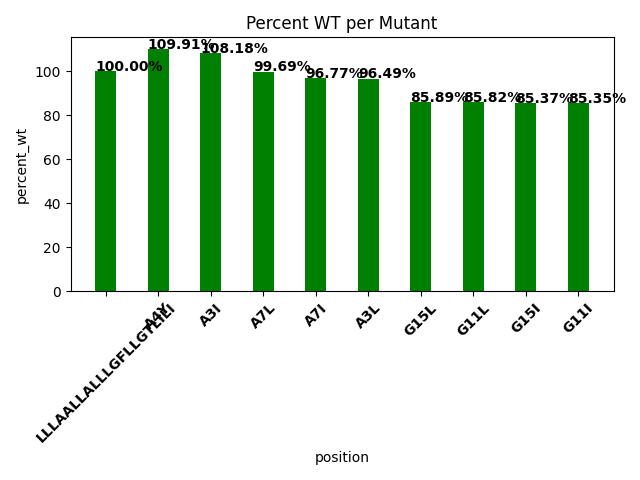 Percent WT per Mutant
109.91%
108.18%
100.00%
99.69%
96.77%
96.49%
85.89%
85.82%
85.37%
85.35%
percent_wt
100
80
60
40
20
0
A4Y
A3I
A7L
A7I
A3L
G15L
G11L
G15I
G11I
position